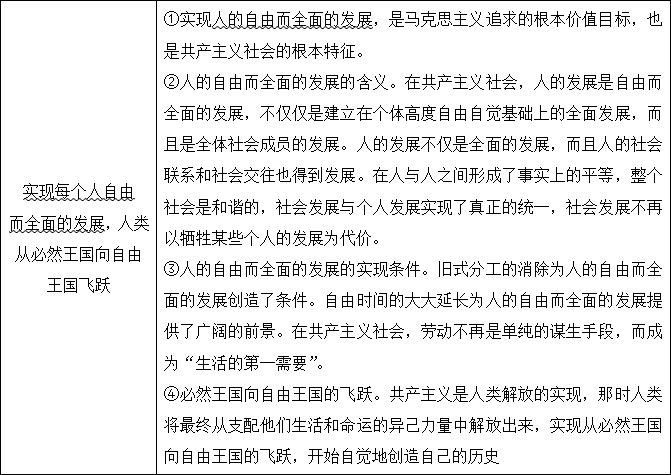 实现每个人自由
而全面的发展，人类
从必然王国向自由
王国飞跃
①实现人的自由而全面的发展，是马克思主义追求的根本价值目标，也
是共产主义社会的根本特征。
②人的自由而全面的发展的含义。在共产主义社会，人的发展是自由而
全面的发展，不仅仅是建立在个体高度自由自觉基础上的全面发展，而
且是全体社会成员的发展。人的发展不仅是全面的发展，而且人的社会
联系和社会交往也得到发展。在人与人之间形成了事实上的平等，整个
社会是和谐的，社会发展与个人发展实现了真正的统一，社会发展不再
以牺牲某些个人的发展为代价。
③人的自由而全面的发展的实现条件。旧式分工的消除为人的自由而全
面的发展创造了条件。自由时间的大大延长为人的自由而全面的发展提
供了广阔的前景。在共产主义社会，劳动不再是单纯的谋生手段，而成
为“生活的第一需要”。
④必然王国向自由王国的飞跃。共产主义是人类解放的实现，那时人类
将最终从支配他们生活和命运的异己力量中解放出来，实现从必然王国
向自由王国的飞跃，开始自觉地创造自己的历史